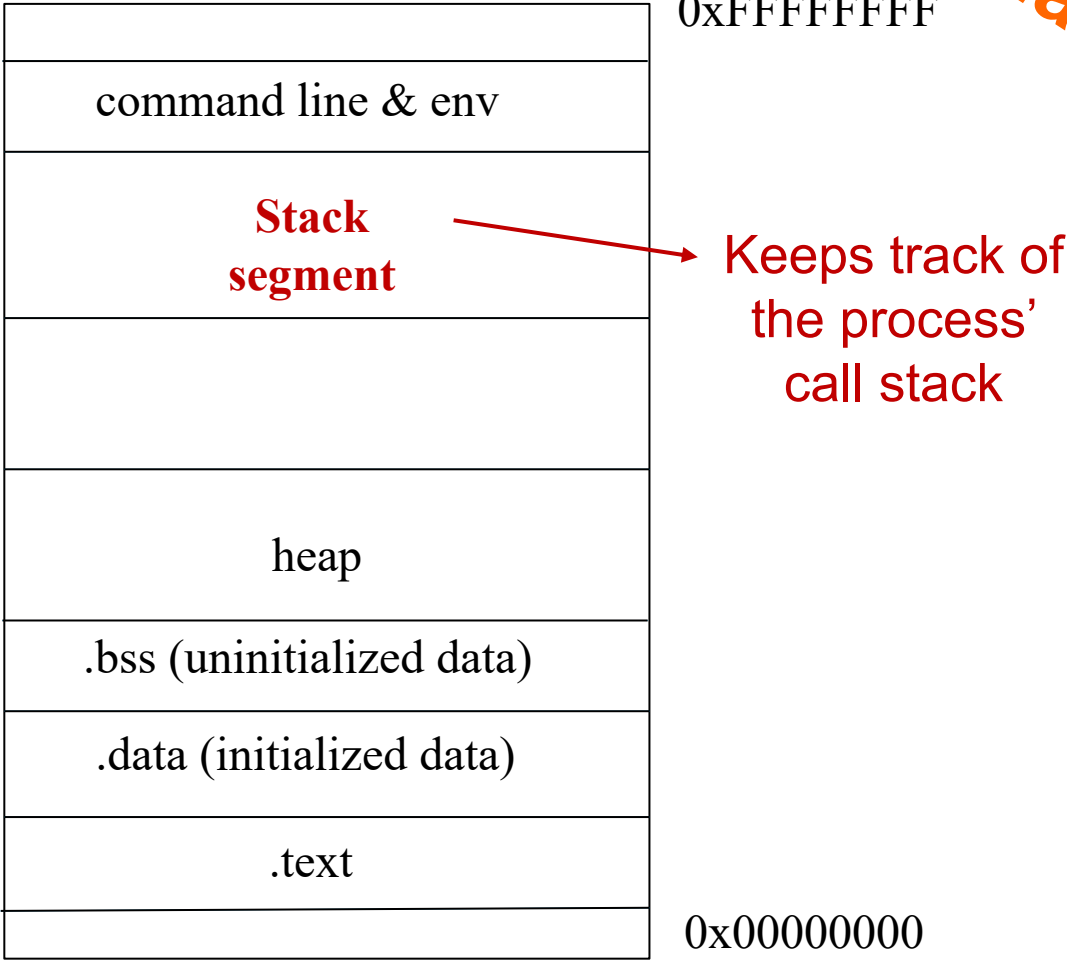 0xFFFFFFFF
command line & env
Stack
segment
Keeps track of
the process’
call stack
heap
.bss (uninitialized data)
.data (initialized data)
.text
0x00000000